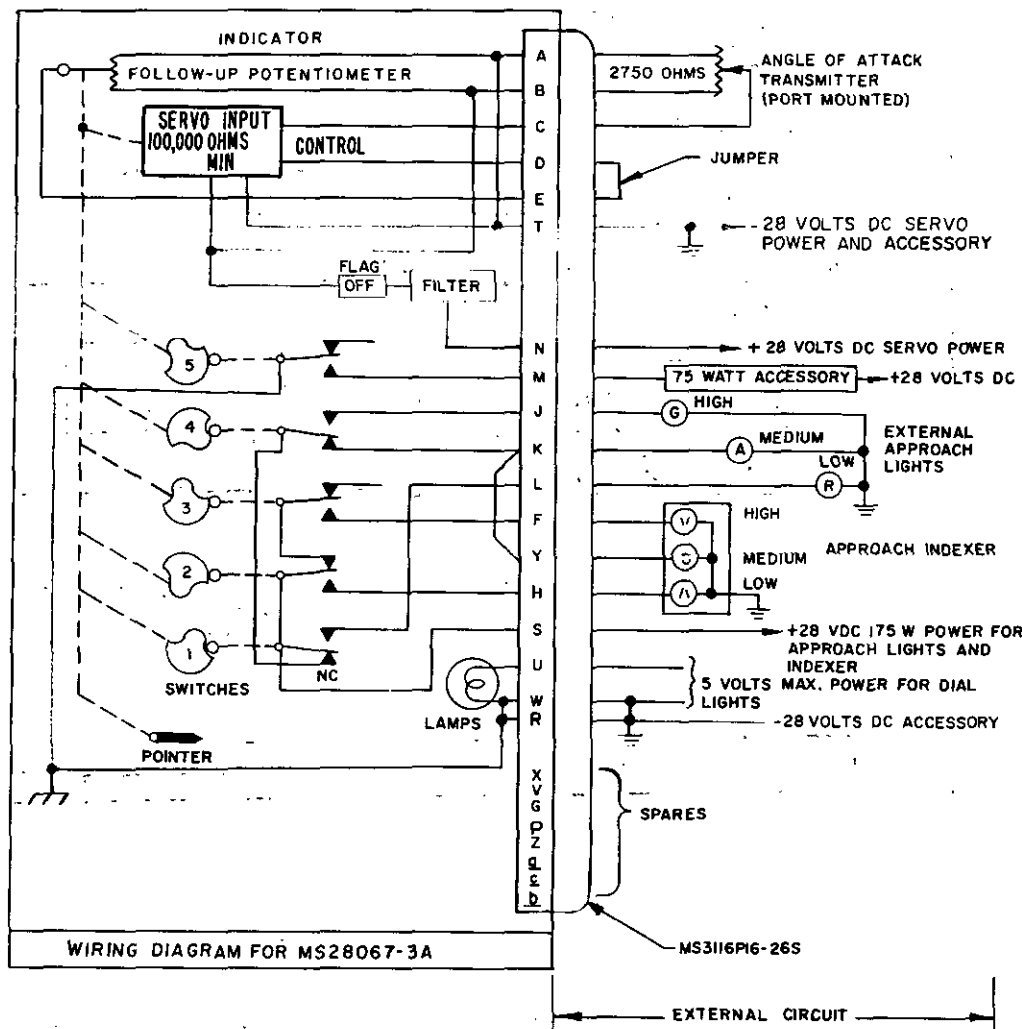 INDICATOR
FOLLOW-UP POTENTIOMETER
SERVO INPUT
100,000 OHMS
MIN
CONTROL
FLAG
OFF
FILTER
5
4
3
2
1
SWITCHES
NC
LAMPS
POINTER
A
B
C
D
E
T
N
M
J
K
L
F
Y
H
S
U
W
R
X
V
G
P
Z
a
c
b
2750 OHMS
ANGLE OF ATTACK
TRANSMITTER
(PORT MOUNTED)
JUMPER
-28 VOLTS DC SERVO
POWER AND ACCESSORY
+ 28 VOLTS DC SERVO POWER
75 WATT ACCESSORY
+28 VOLTS DC
G
HIGH
A
MEDIUM
LOW
R
EXTERNAL
APPROACH
LIGHTS
HIGH
MEDIUM
LOW
APPROACH INDEXER
+28 VDC 175 W POWER FOR
APPROACH LIGHTS AND
INDEXER
5 VOLTS MAX. POWER FOR DIAL
LIGHTS
-28 VOLTS DC ACCESSORY
SPARES
MS3116P16-26S
WIRING DIAGRAM FOR MS28067-3A
EXTERNAL CIRCUIT